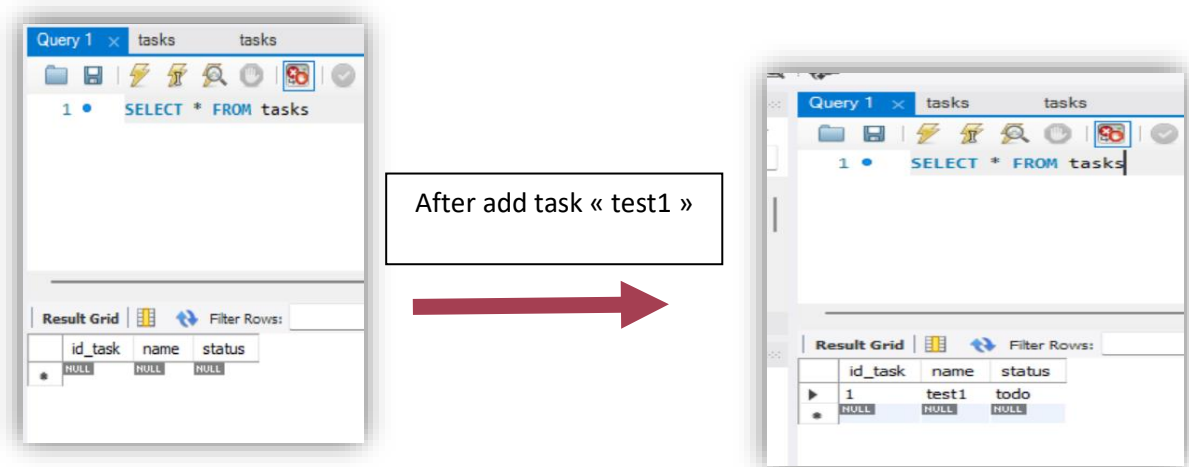 Query 1 tasks tasks
1 SELECT * FROM tasks
Result Grid Filter Rows:
id_task name status
NULL NULL NULL
After add task « test1 »
Query 1 tasks tasks
1 SELECT * FROM tasks
Result Grid Filter Rows:
id_task name status
1 test1 todo
NULL NULL NULL